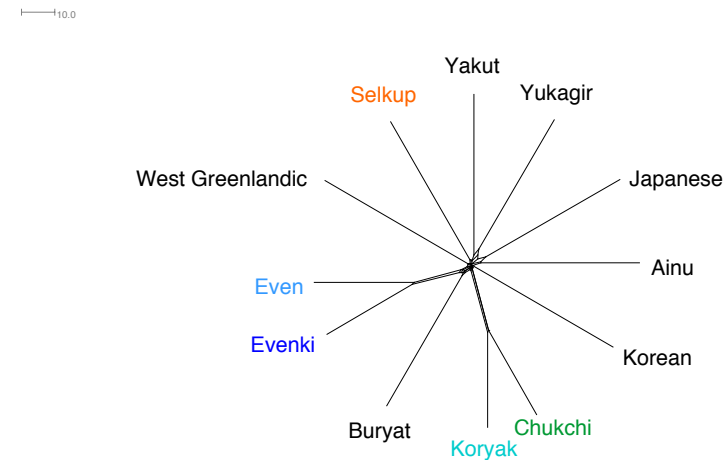 10.0
Yakut
Selkup
Yukagir
West Greenlandic
Japanese
Ainu
Even
Evenki
Korean
Buryat
Chukchi
Koryak